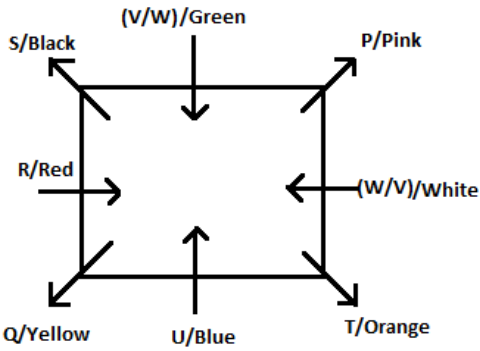 (V/W)/Green
S/Black
P/Pink
R/Red
(W/V)/White
Q/Yellow
U/Blue
T/Orange